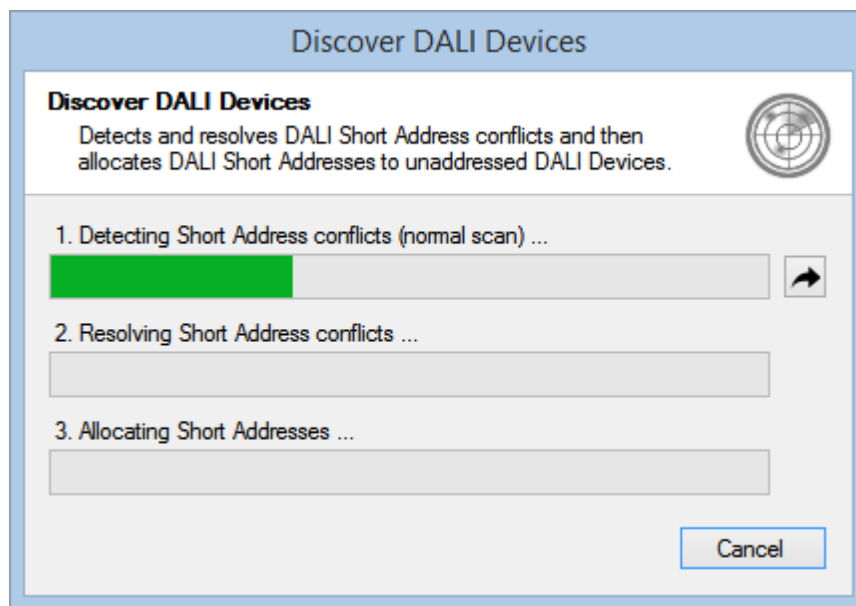 Discover DALI Devices
Discover DALI Devices
Detects and resolves DALI Short Address conflicts and then
allocates DALI Short Addresses to unaddressed DALI Devices.
1. Detecting Short Address conflicts (normal scan) ...
2. Resolving Short Address conflicts ...
3. Allocating Short Addresses ...
Cancel